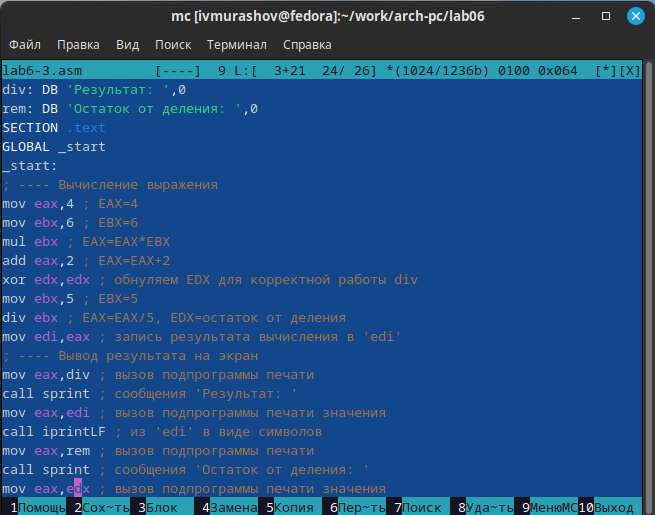 mc [ivmurashov@fedora]:~/work/arch-pc/lab06
Файл Правка Вид Поиск Терминал Справка
lab6-3.asm [----] 9 L:[ 3+21 24/ 26] *(1024/1236b) 0100 0x064 [*][X]
div: DB 'Результат: ',0
rem: DB 'Остаток от деления: ',0
SECTION .text
GLOBAL _start
_start:
; ---- Вычисление выражения
mov eax,4 ; EAX=4
mov ebx,6 ; EBX=6
mul ebx ; EAX=EAX*EBX
add eax,2 ; EAX=EAX+2
xor edx,edx ; обнуляем EDX для корректной работы div
mov ebx,5 ; EBX=5
div ebx ; EAX=EAX/5, EDX=остаток от деления
mov edi,eax ; запись результата вычисления в 'edi'
; ---- Вывод результата на экран
mov eax,div ; вызов подпрограммы печати
call sprint ; сообщения 'Результат: '
mov eax,edi ; вызов подпрограммы печати значения
call iprintLF ; из 'edi' в виде символов
mov eax,rem ; вызов подпрограммы печати
call sprint ; сообщения 'Остаток от деления: '
mov eax,edx ; вызов подпрограммы печати значения
1Помощь 2Сох~ть 3Блок 4Замена 5Копия 6Пер~ть 7Поиск 8Уда~ть 9МенюMC 10Выход